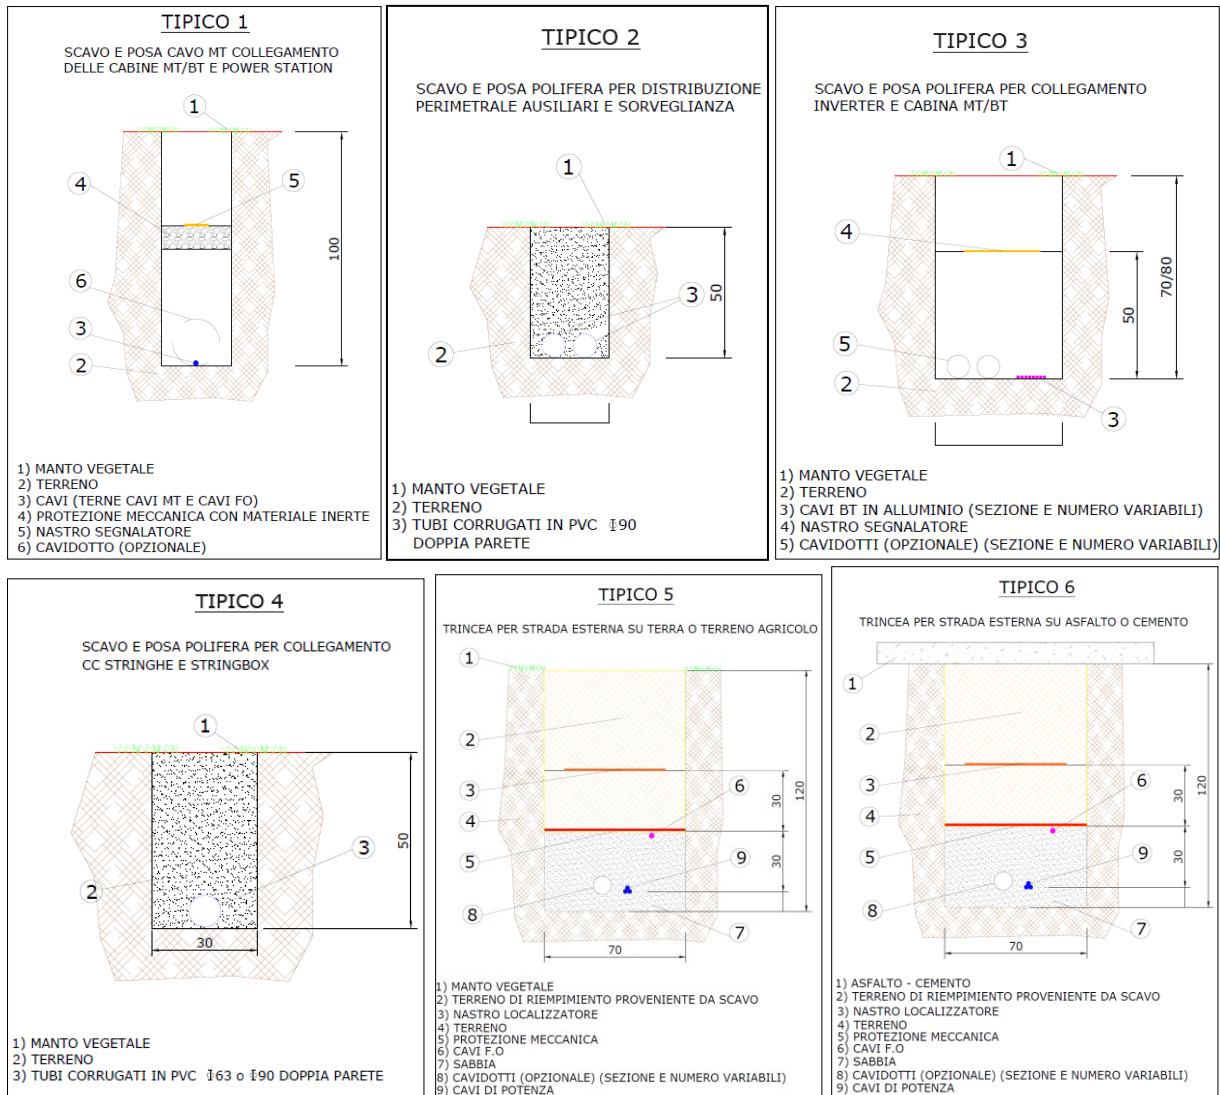 TIPICO 1
SCAVO E POSA CAVO MT COLLEGAMENTO
DELLE CABINE MT/BT E POWER STATION
1
4
5
6
3
2
100
1) MANTO VEGETALE
2) TERRENO
3) CAVI (TERNE CAVI MT E CAVI FO)
4) PROTEZIONE MECCANICA CON MATERIALE INERTE
5) NASTRO SEGNALATORE
6) CAVIDOTTO (OPZIONALE)
TIPICO 2
SCAVO E POSA POLIFERA PER DISTRIBUZIONE
PERIMETRALE AUSILIARI E SORVEGLIANZA
1
3
2
50
1) MANTO VEGETALE
2) TERRENO
3) TUBI CORRUGATI IN PVC Φ90
DOPPIA PARETE
TIPICO 3
SCAVO E POSA POLIFERA PER COLLEGAMENTO
INVERTER E CABINA MT/BT
1
4
5
2
3
50
70/80
1) MANTO VEGETALE
2) TERRENO
3) CAVI BT IN ALLUMINIO (SEZIONE E NUMERO VARIABILI)
4) NASTRO SEGNALATORE
5) CAVIDOTTI (OPZIONALE) (SEZIONE E NUMERO VARIABILI)
TIPICO 4
SCAVO E POSA POLIFERA PER COLLEGAMENTO
CC STRINGHE E STRINGBOX
1
3
2
50
30
1) MANTO VEGETALE
2) TERRENO
3) TUBI CORRUGATI IN PVC Φ63 o Φ90 DOPPIA PARETE
TIPICO 5
TRINCEA PER STRADA ESTERNA SU TERRA O TERRENO AGRICOLO
1
2
3
6
4
5
9
8
7
30
30
120
70
1) MANTO VEGETALE
2) TERRENO DI RIEMPIMENTO PROVENIENTE DA SCAVO
3) NASTRO LOCALIZZATORE
4) TERRENO
5) PROTEZIONE MECCANICA
6) CAVI F.O
7) SABBIA
8) CAVIDOTTI (OPZIONALE) (SEZIONE E NUMERO VARIABILI)
9) CAVI DI POTENZA
TIPICO 6
TRINCEA PER STRADA ESTERNA SU ASFALTO O CEMENTO
1
2
3
6
4
5
9
8
7
30
30
120
70
1) ASFALTO - CEMENTO
2) TERRENO DI RIEMPIMENTO PROVENIENTE DA SCAVO
3) NASTRO LOCALIZZATORE
4) TERRENO
5) PROTEZIONE MECCANICA
6) CAVI F.O
7) SABBIA
8) CAVIDOTTI (OPZIONALE) (SEZIONE E NUMERO VARIABILI)
9) CAVI DI POTENZA